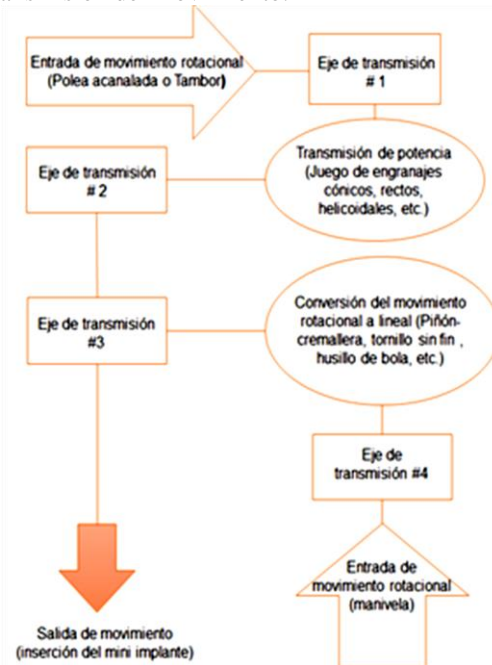 Entrada de movimiento rotacional
(Polea acanalada o Tambor)
Eje de transmisión
# 1
Transmisión de potencia
(Juego de engranajes
cónicos, rectos,
helicoidales, etc.)
Eje de transmisión
# 2
Eje de transmisión
#3
Conversión del movimiento
rotacional a lineal (Piñón-
cremallera, tornillo sin fin ,
husillo de bola, etc.)
Eje de
transmisión #4
Entrada de
movimiento rotacional
(manivela)
Salida de movimiento
(inserción del mini implante)